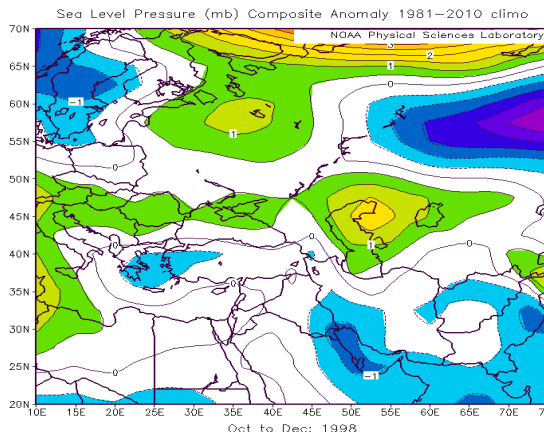 Sea Level Pressure (mb) Composite Anomaly 1981−2010 climo
NOAA Physical Sciences Laboratory
70N
65N
60N
55N
50N
45N
40N
35N
30N
25N
20N
3
2
1
0
−1
1
0
0
0
1
0
0
0
−1
10E 15E 20E 25E 30E 35E 40E 45E 50E 55E 60E 65E 70E
Oct to Dec: 1998